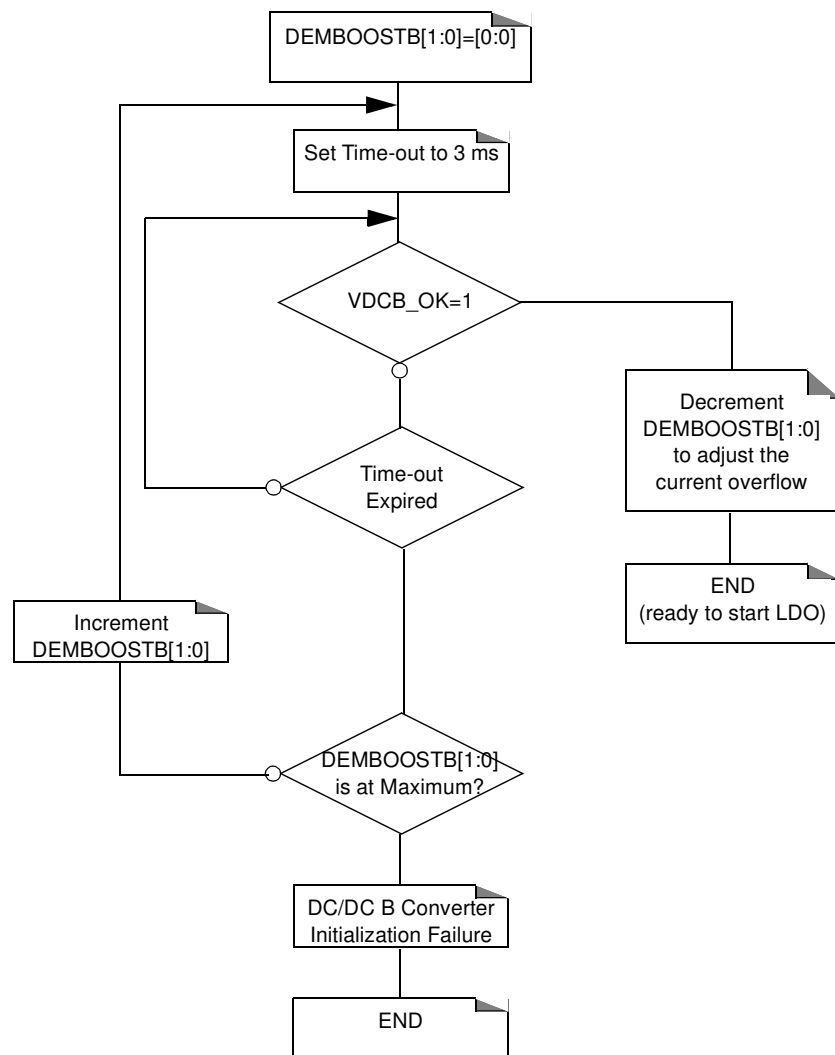 DEMBOOSTB[1:0]=[0:0]
Set Time-out to 3 ms
VDCB_OK=1
Decrement
DEMBOOSTB[1:0]
to adjust the
current overflow
Time-out
Expired
END
(ready to start LDO)
Increment
DEMBOOSTB[1:0]
DEMBOOSTB[1:0]
is at Maximum?
DC/DC B Converter
Initialization Failure
END